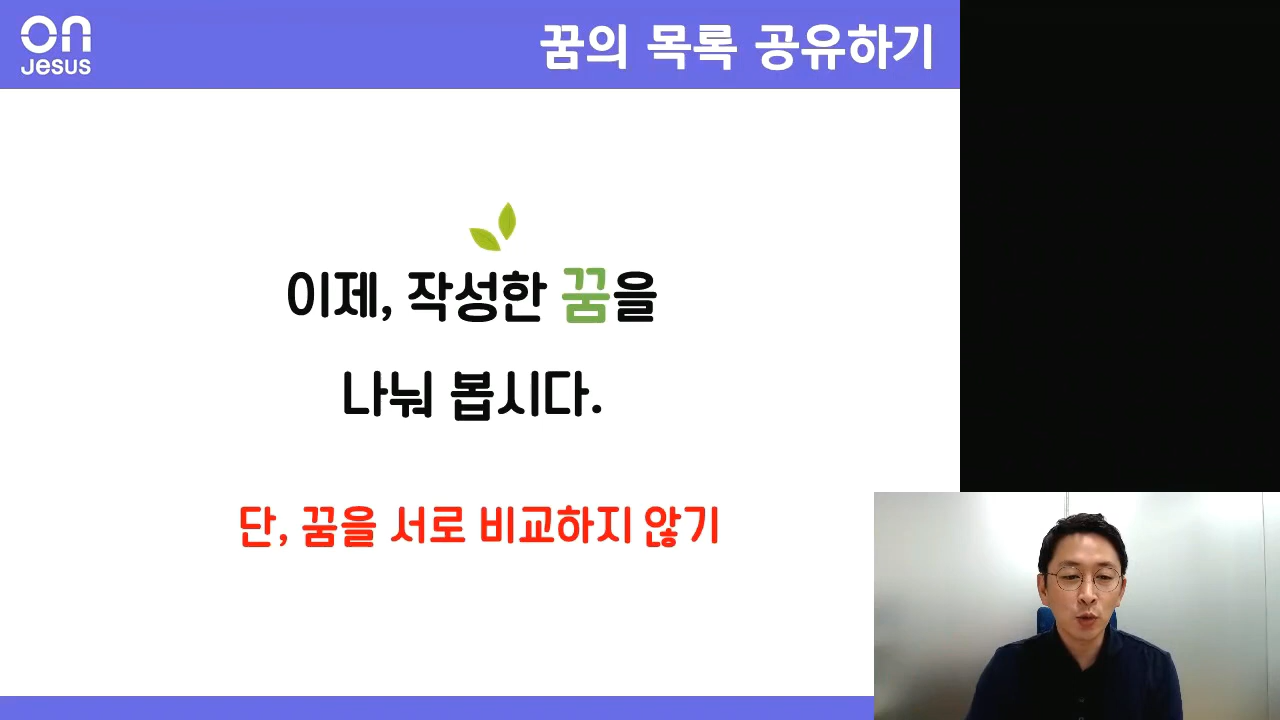 on
Jesus
꿈의 목록 공유하기
이제, 작성한 꿈을
나눠 봅시다.
단, 꿈을 서로 비교하지 않기